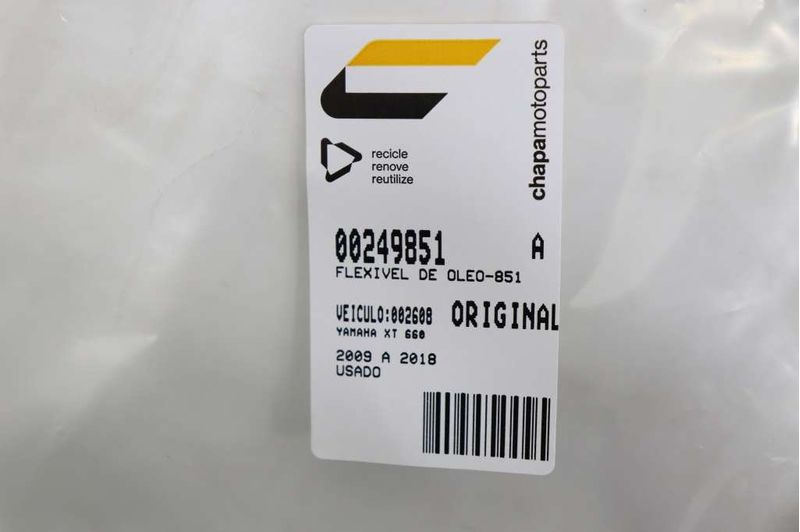 chapamotoparts
recicle
renove
reutilize
00249851 A
FLEXIVEL DE OLEO-851
VEICULO:002608 ORIGINAL
YAMAHA XT 660
2009 A 2018
USADO